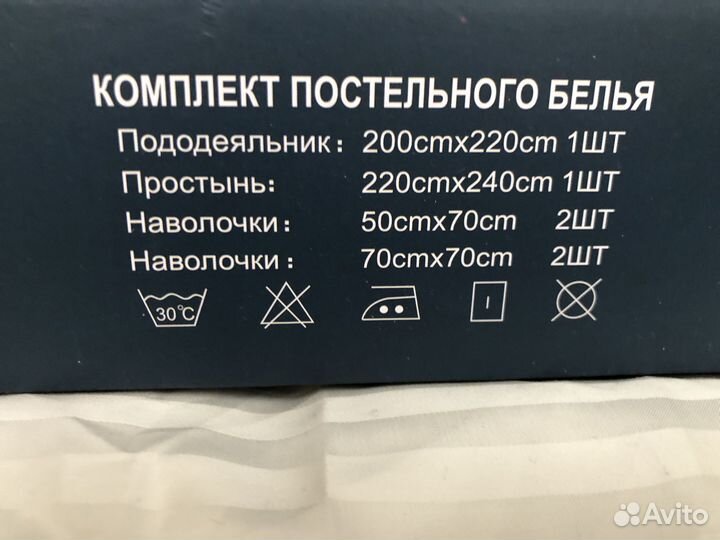 КОМПЛЕКТ ПОСТЕЛЬНОГО БЕЛЬЯ
Пододеяльник: 200cmx220cm 1ШТ
Простынь: 220cmx240cm 1ШТ
Наволочки: 50cmx70cm 2ШТ
Наволочки: 70cmx70cm 2ШТ
30°C
Avito